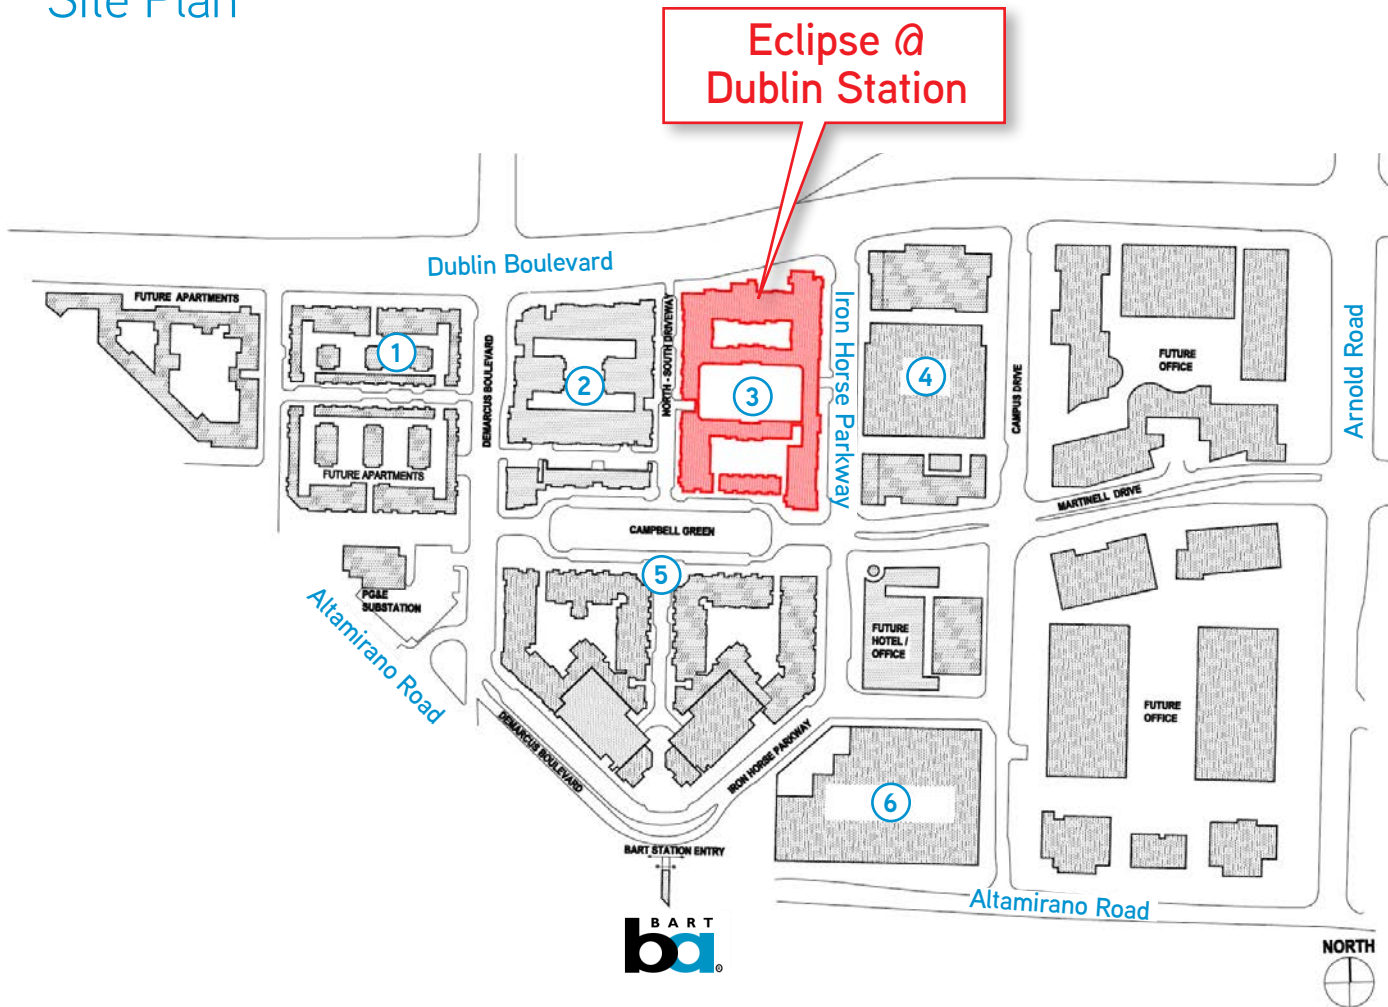 Site Plan
Eclipse @
Dublin Station
Dublin Boulevard
FUTURE APARTMENTS
1
2
3
4
DEMARCUS BOULEVARD
NORTH - SOUTH DRIVEWAY
Iron Horse Parkway
CAMPUS DRIVE
FUTURE
OFFICE
Arnold Road
FUTURE APARTMENTS
MARTINELL DRIVE
CAMPBELL GREEN
5
PG&E
SUBSTATION
Altamirano Road
FUTURE
HOTEL /
OFFICE
FUTURE
OFFICE
DEMARCUS BOULEVARD
IRON HORSE PARKWAY
6
BART STATION ENTRY
Altamirano Road
BART
ba®
NORTH